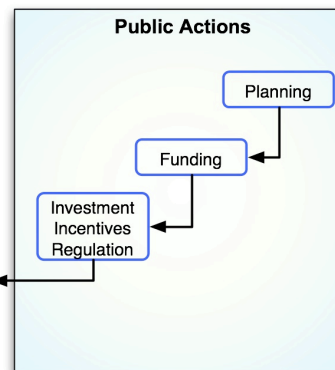 Public Actions
Planning
Funding
Investment
Incentives
Regulation